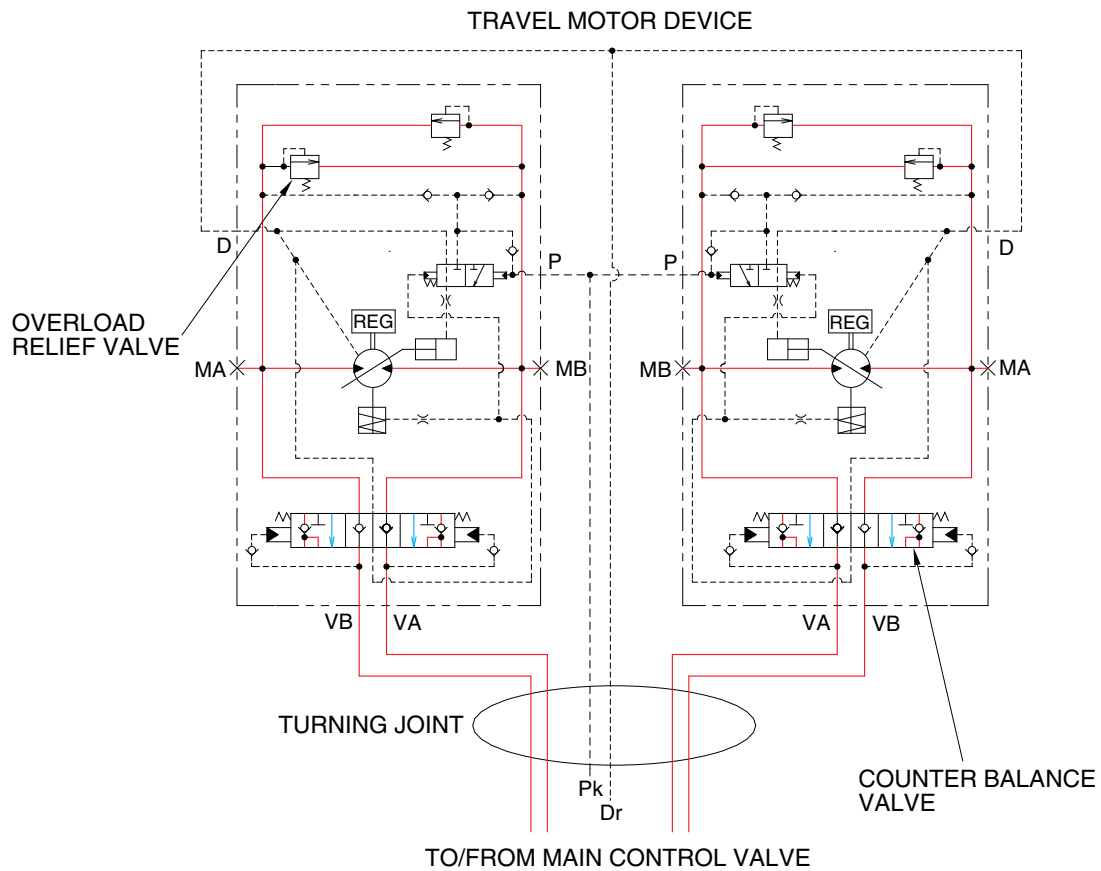 TRAVEL MOTOR DEVICE
D
P
P
D
OVERLOAD
RELIEF VALVE
REG
REG
MA
MB
MB
MA
VB
VA
VA
VB
TURNING JOINT
Pk
Dr
COUNTER BALANCE
VALVE
TO/FROM MAIN CONTROL VALVE